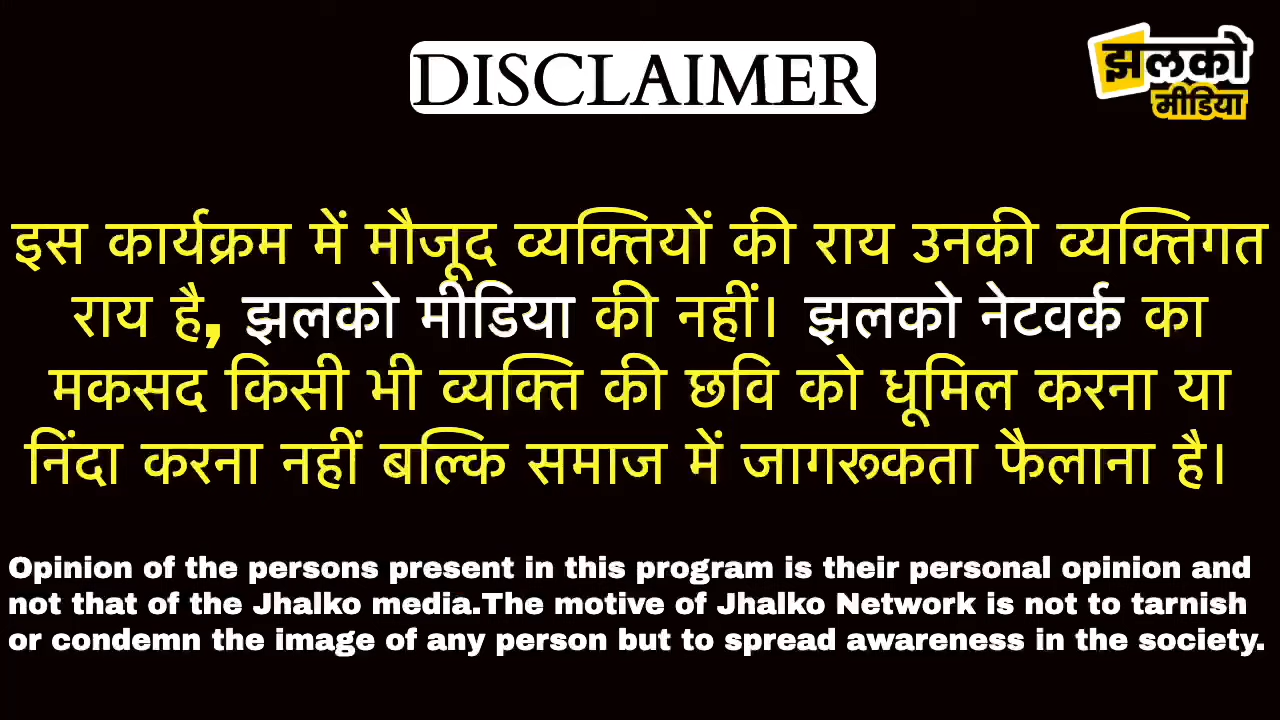 DISCLAIMER
झलको
मीडिया
इस कार्यक्रम में मौजूद व्यक्तियों की राय उनकी व्यक्तिगत
राय है, झलको मीडिया की नहीं। झलको नेटवर्क का
मकसद किसी भी व्यक्ति की छवि को धूमिल करना या
निंदा करना नहीं बल्कि समाज में जागरूकता फैलाना है।
Opinion of the persons present in this program is their personal opinion and
not that of the Jhalko media.The motive of Jhalko Network is not to tarnish
or condemn the image of any person but to spread awareness in the society.